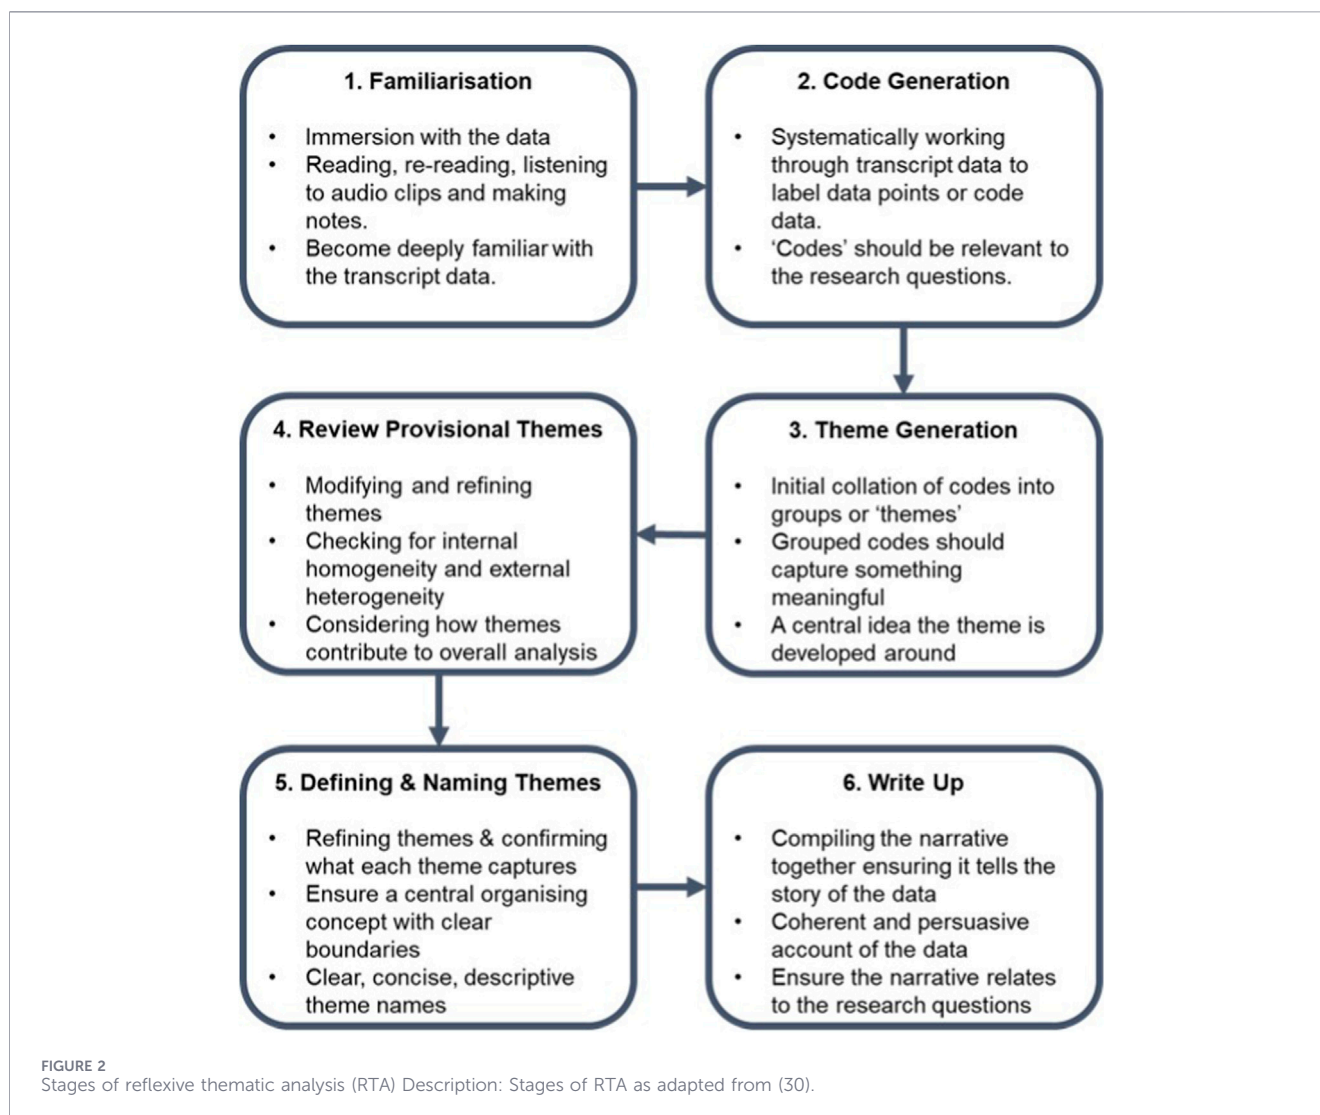 1. Familiarisation
• Immersion with the data
• Reading, re-reading, listening
to audio clips and making
notes.
• Become deeply familiar with
the transcript data.
2. Code Generation
• Systematically working
through transcript data to
label data points or code
data.
• ‘Codes’ should be relevant to
the research questions.
3. Theme Generation
• Initial collation of codes into
groups or ‘themes’
• Grouped codes should
capture something
meaningful
• A central idea the theme is
developed around
4. Review Provisional Themes
• Modifying and refining
themes
• Checking for internal
homogeneity and external
heterogeneity
• Considering how themes
contribute to overall analysis
5. Defining & Naming Themes
• Refining themes & confirming
what each theme captures
• Ensure a central organising
concept with clear
boundaries
• Clear, concise, descriptive
theme names
6. Write Up
• Compiling the narrative
together ensuring it tells the
story of the data
• Coherent and persuasive
account of the data
• Ensure the narrative relates
to the research questions
FIGURE 2
Stages of reflexive thematic analysis (RTA) Description: Stages of RTA as adapted from (30).